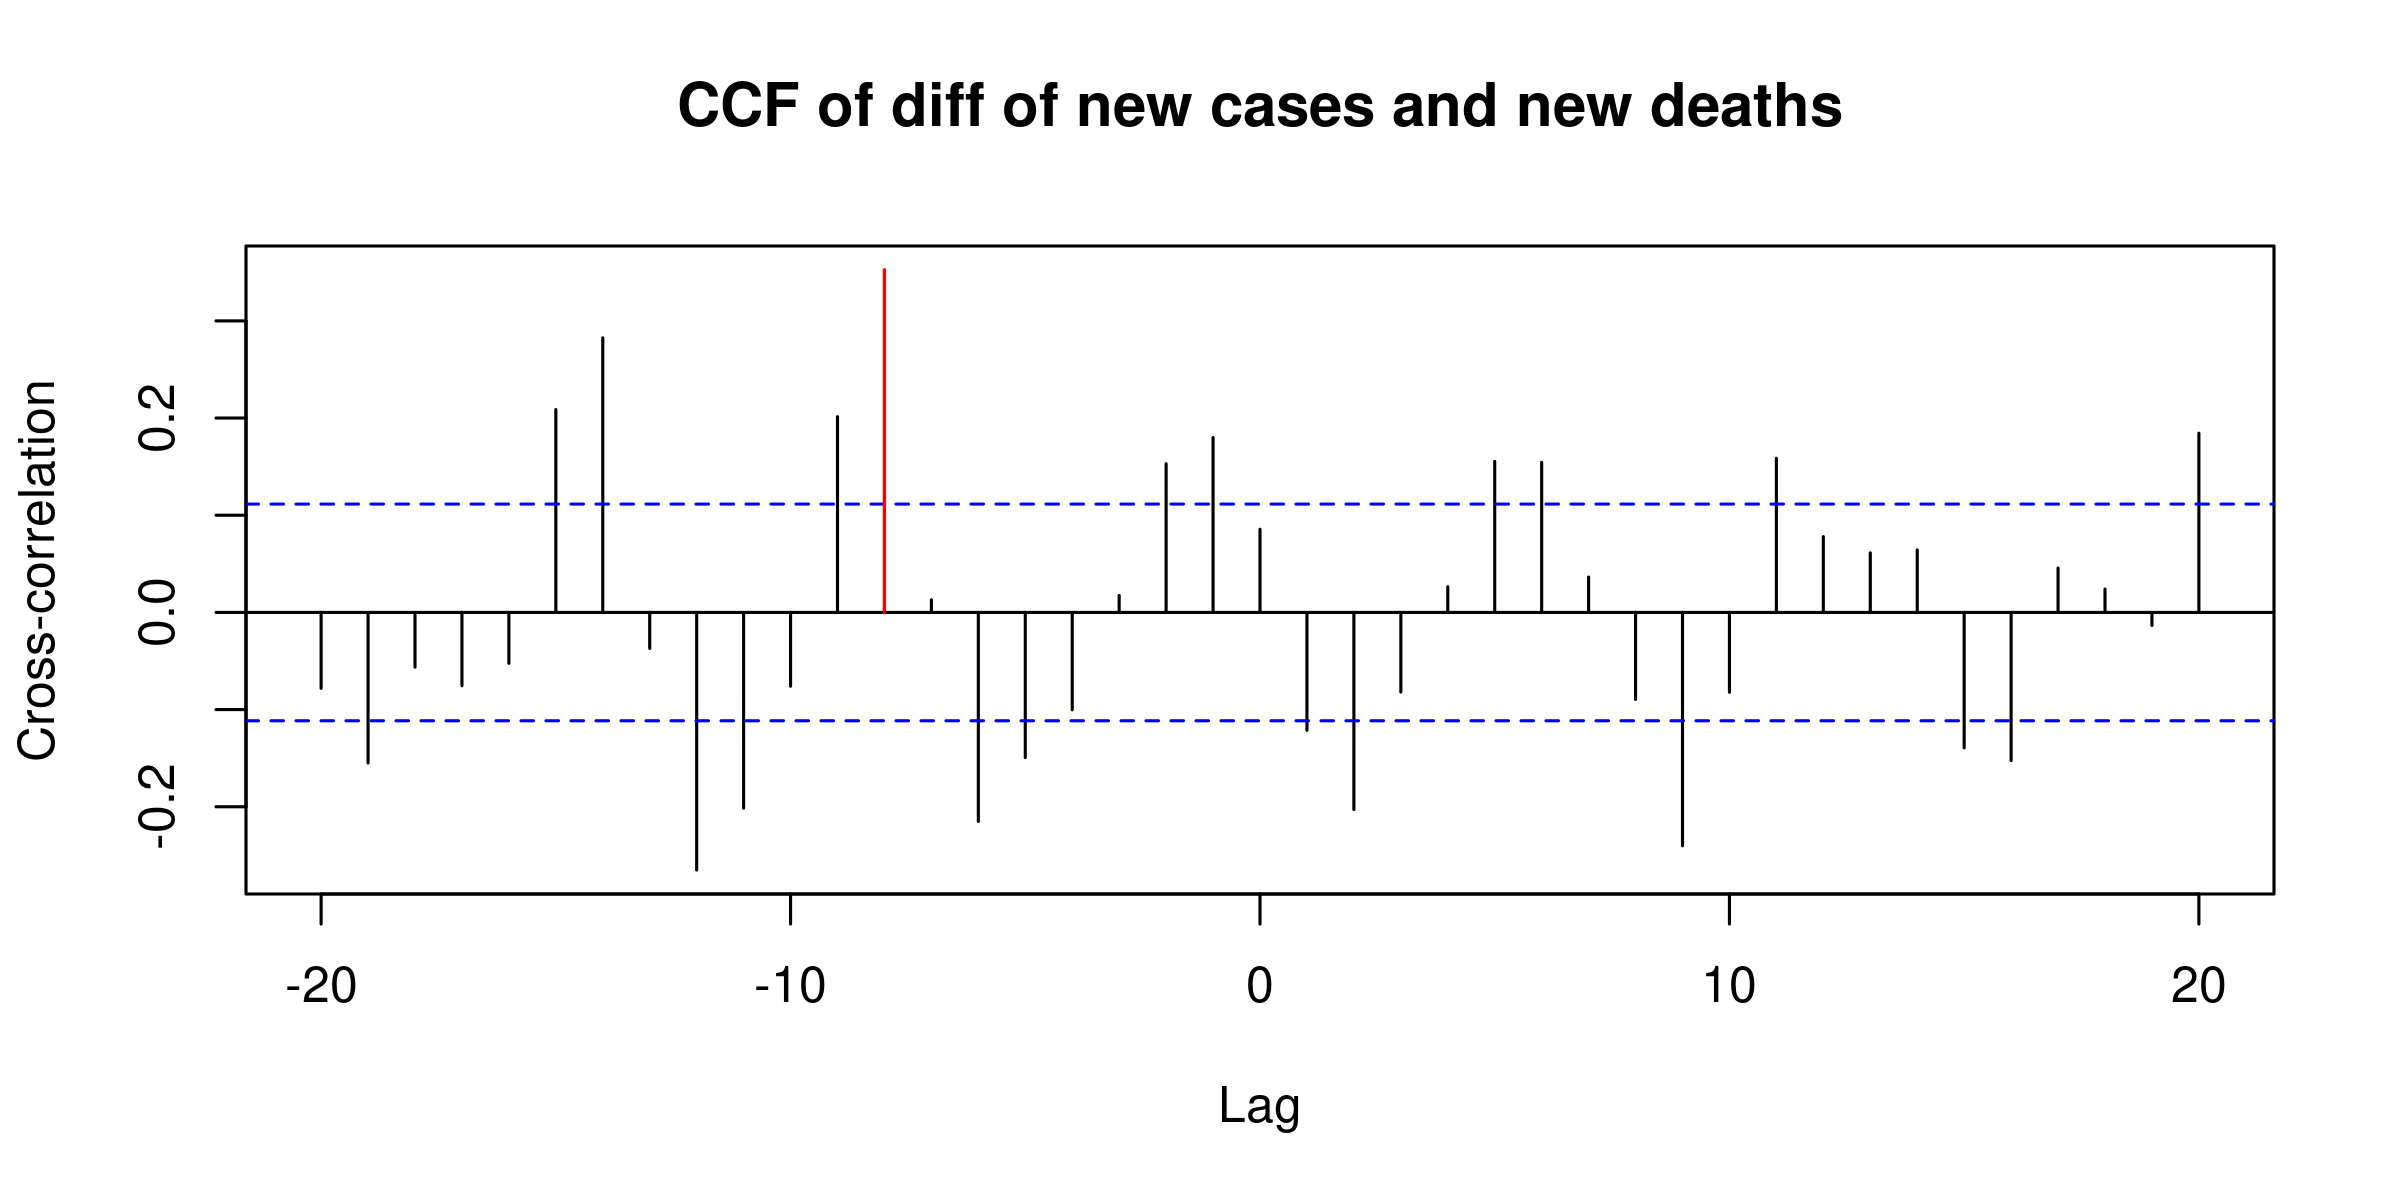 CCF of diff of new cases and new deaths
Cross-correlation
0.2
0.0
-0.2
-20 -10 0 10 20
Lag